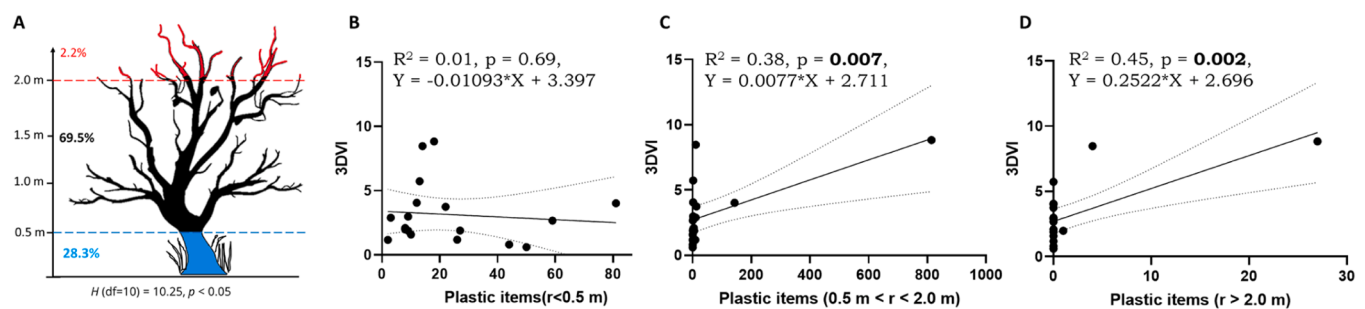 A
2.2%
2.0 m
1.5 m
69.5%
1.0 m
0.5 m
28.3%
H (df=10) = 10.25, p < 0.05
B
R² = 0.01, p = 0.69,
Y = -0.01093*X + 3.397
15
10
5
0
3DVI
0 20 40 60 80
Plastic items(r<0.5 m)
C
R² = 0.38, p = 0.007,
Y = 0.0077*X + 2.711
15
10
5
0
3DVI
0 200 400 600 800 1000
Plastic items (0.5 m < r < 2.0 m)
D
R² = 0.45, p = 0.002,
Y = 0.2522*X + 2.696
15
10
5
0
3DVI
0 10 20 30
Plastic items (r > 2.0 m)